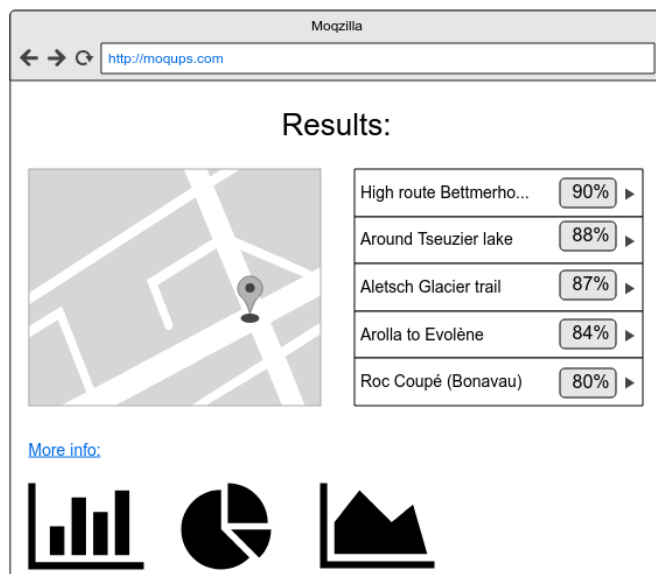 Moqzilla
http://moqups.com
Results:
High route Bettmerho... 90%
Around Tseuzier lake 88%
Aletsch Glacier trail 87%
Arolla to Evolène 84%
Roc Coupé (Bonavau) 80%
More info: